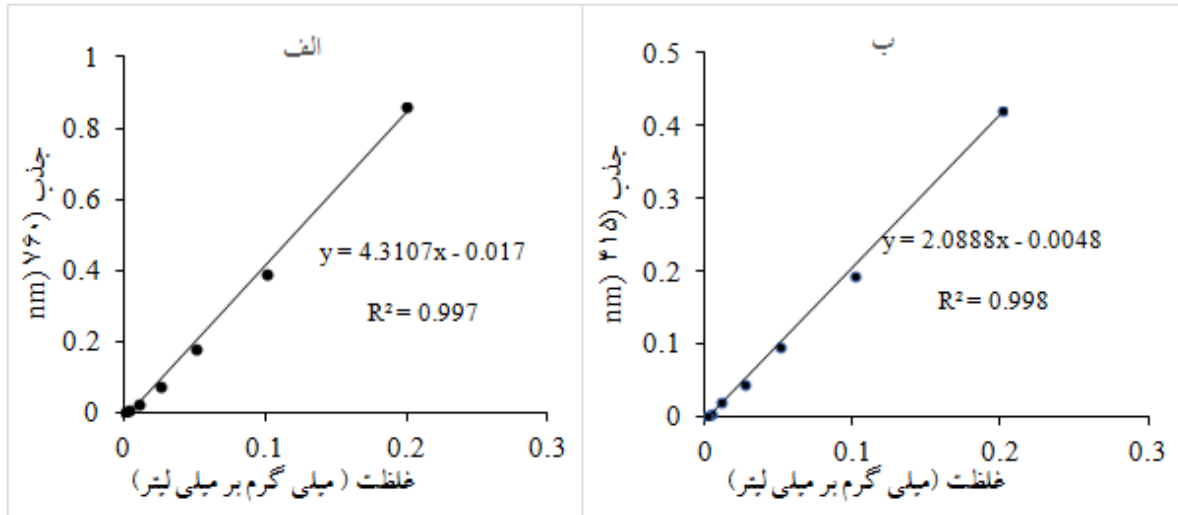 الف
1
0.8
0.6
0.4
0.2
0
جذب (۷۶۰ nm)
y = 4.3107x - 0.017
R² = 0.997
0 0.1 0.2 0.3
غلظت ( میلی گرم بر میلی لیتر)
ب
0.5
0.4
0.3
0.2
0.1
0
جذب (۴۱۵ nm)
y = 2.0888x - 0.0048
R² = 0.998
0 0.1 0.2 0.3
غلظت (میلی گرم بر میلی لیتر)